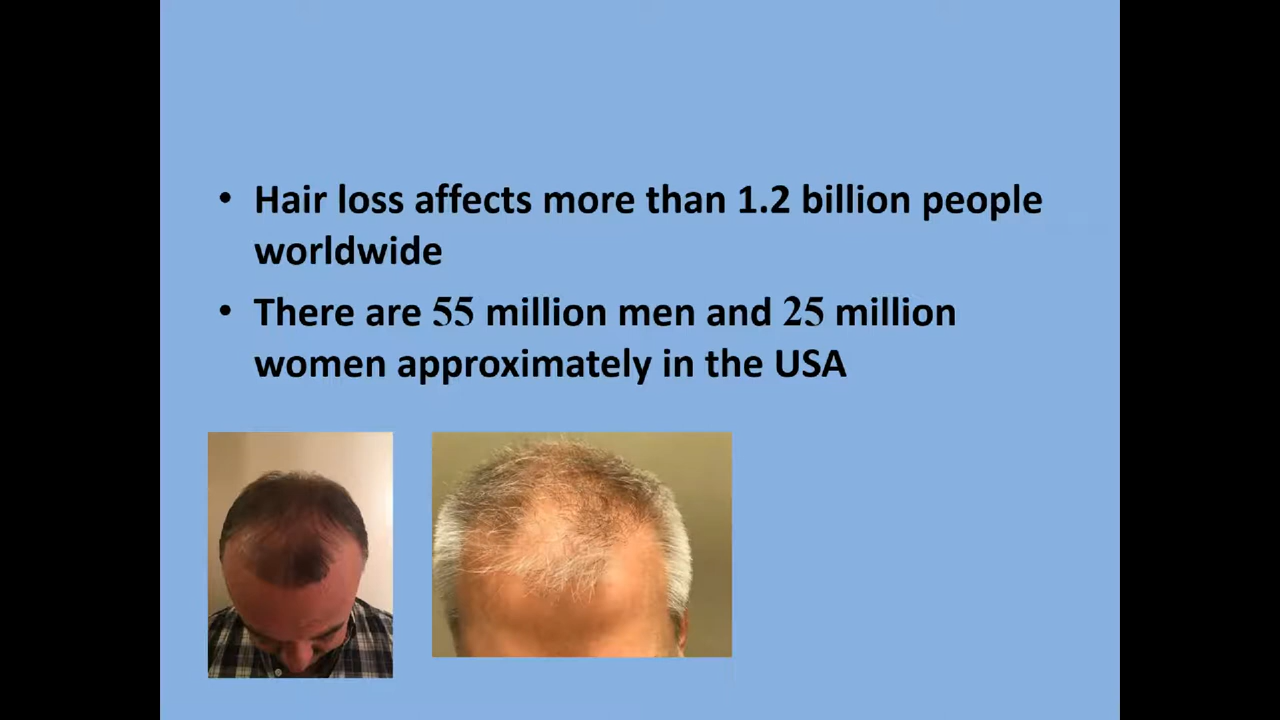 • Hair loss affects more than 1.2 billion people
worldwide
• There are 55 million men and 25 million
women approximately in the USA